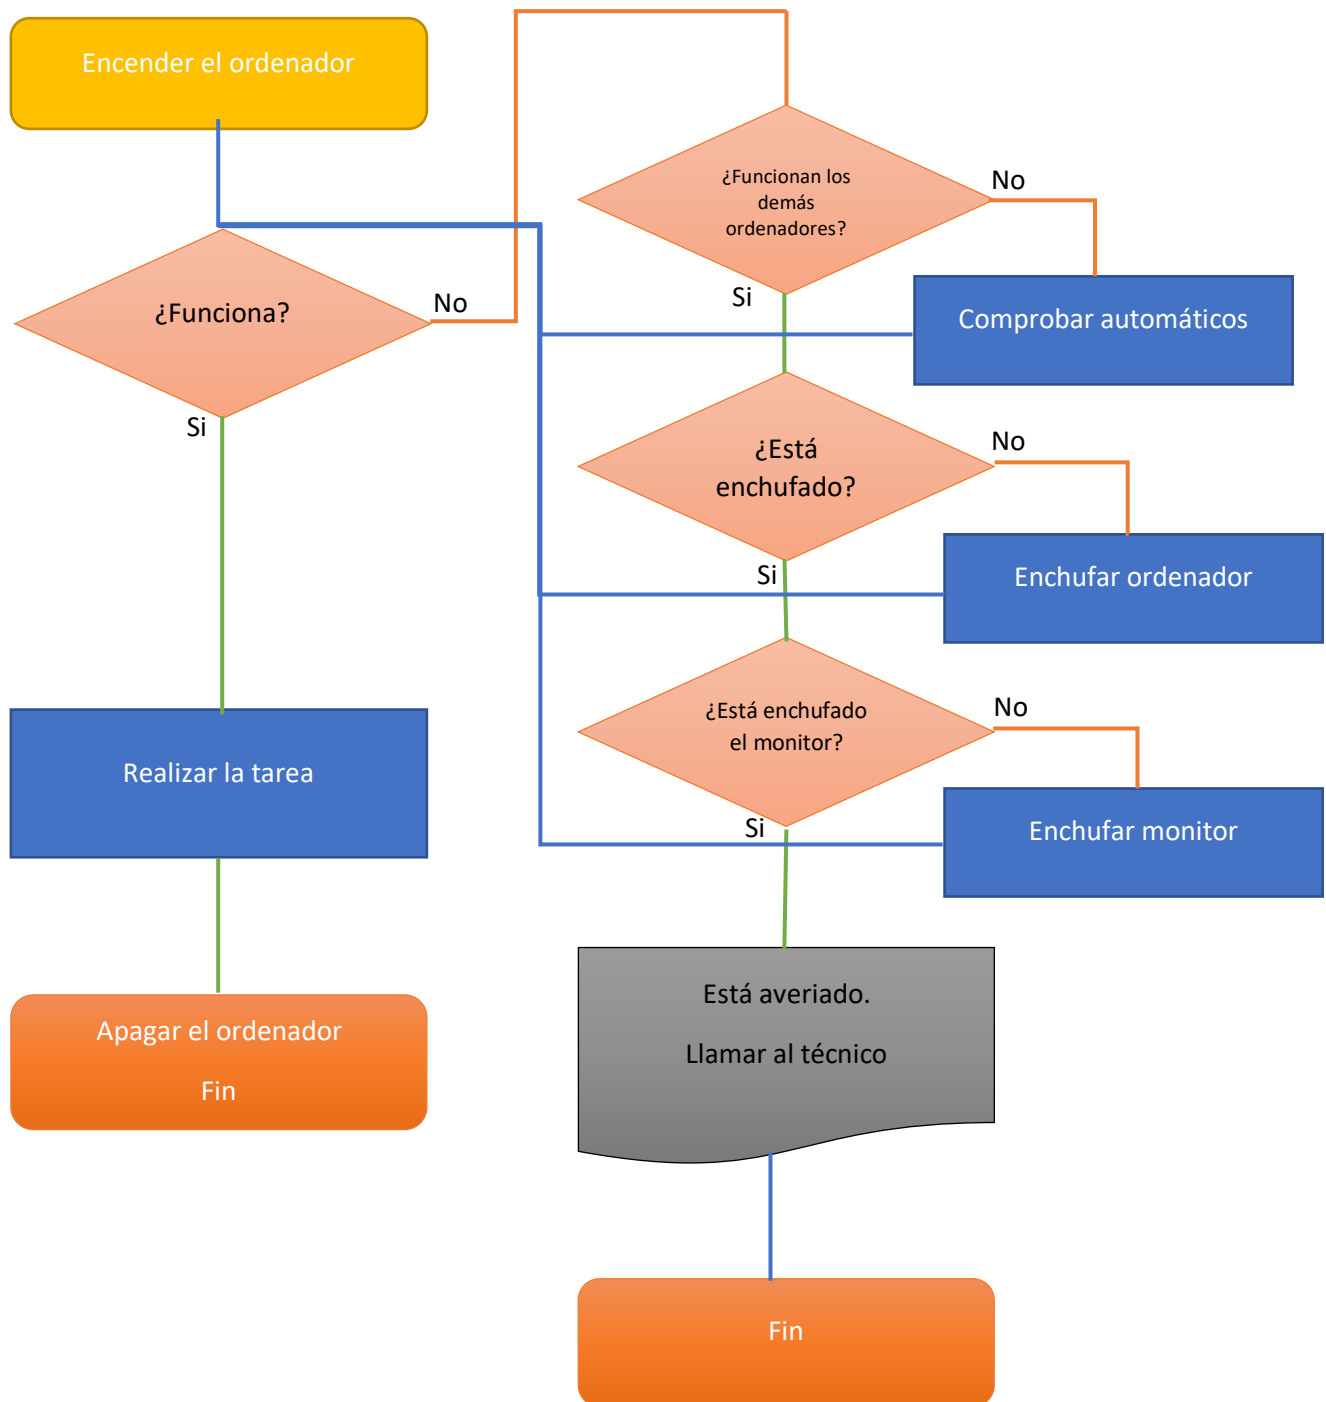 Encender el ordenador
¿Funciona?
No
Si
Realizar la tarea
Apagar el ordenador
Fin
¿Funcionan los
demás
ordenadores?
No
Si
Comprobar automáticos
¿Está
enchufado?
No
Si
Enchufar ordenador
¿Está enchufado
el monitor?
No
Si
Enchufar monitor
Está averiado.
Llamar al técnico
Fin